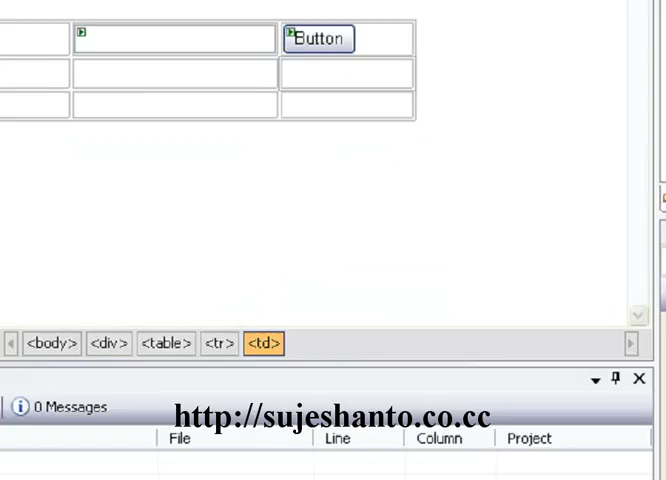 Button
<body> <div> <table> <tr> <td>
0 Messages
http://sujeshanto.co.cc
File Line Column Project